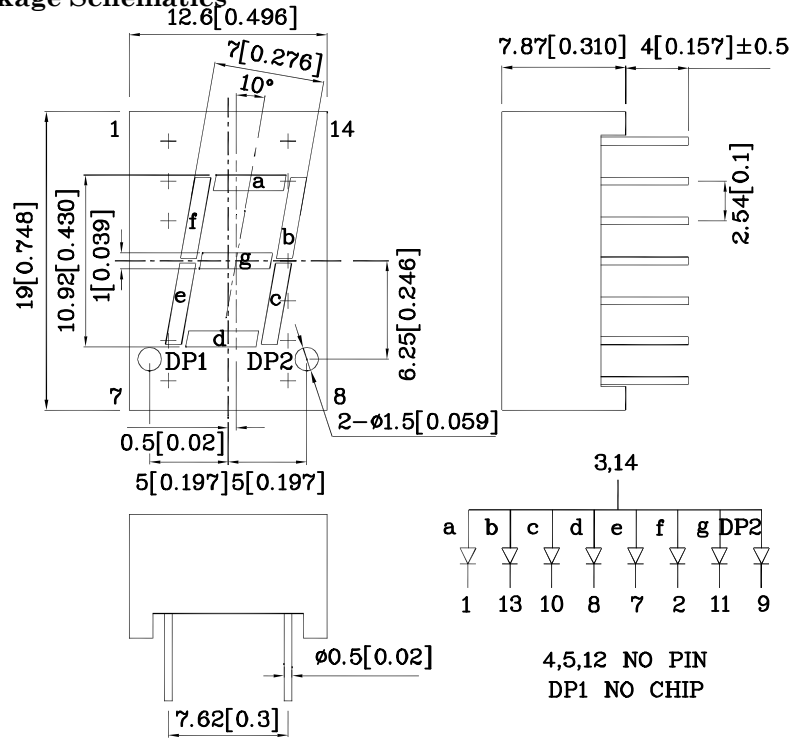 kage Schematics
12.6[0.496]
7.87[0.310]
4[0.157]±0.5
7[0.276]
10°
1
14
a
f
b
g
e
c
d
19[0.748]
10.92[0.430]
1[0.039]
6.25[0.246]
2.54[0.1]
DP1
DP2
7
8
2-ø1.5[0.059]
0.5[0.02]
5[0.197]
5[0.197]
3,14
a b c d e f g DP2
1 13 10 8 7 2 11 9
ø0.5[0.02]
7.62[0.3]
4,5,12 NO PIN
DP1 NO CHIP